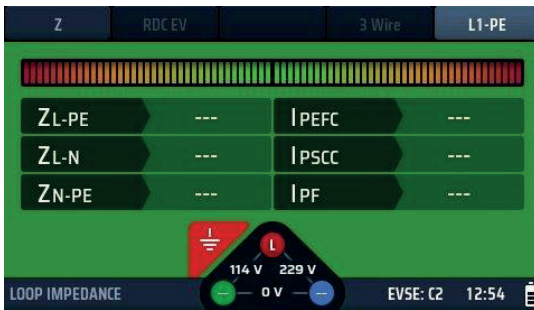 Z RDC EV 3 Wire L1-PE
ZL-PE --- IPEFC ---
ZL-N --- IPSCC ---
ZN-PE --- IPF ---
L
114 V 229 V
-- 0 V --
LOOP IMPEDANCE EVSE: C2 12:54